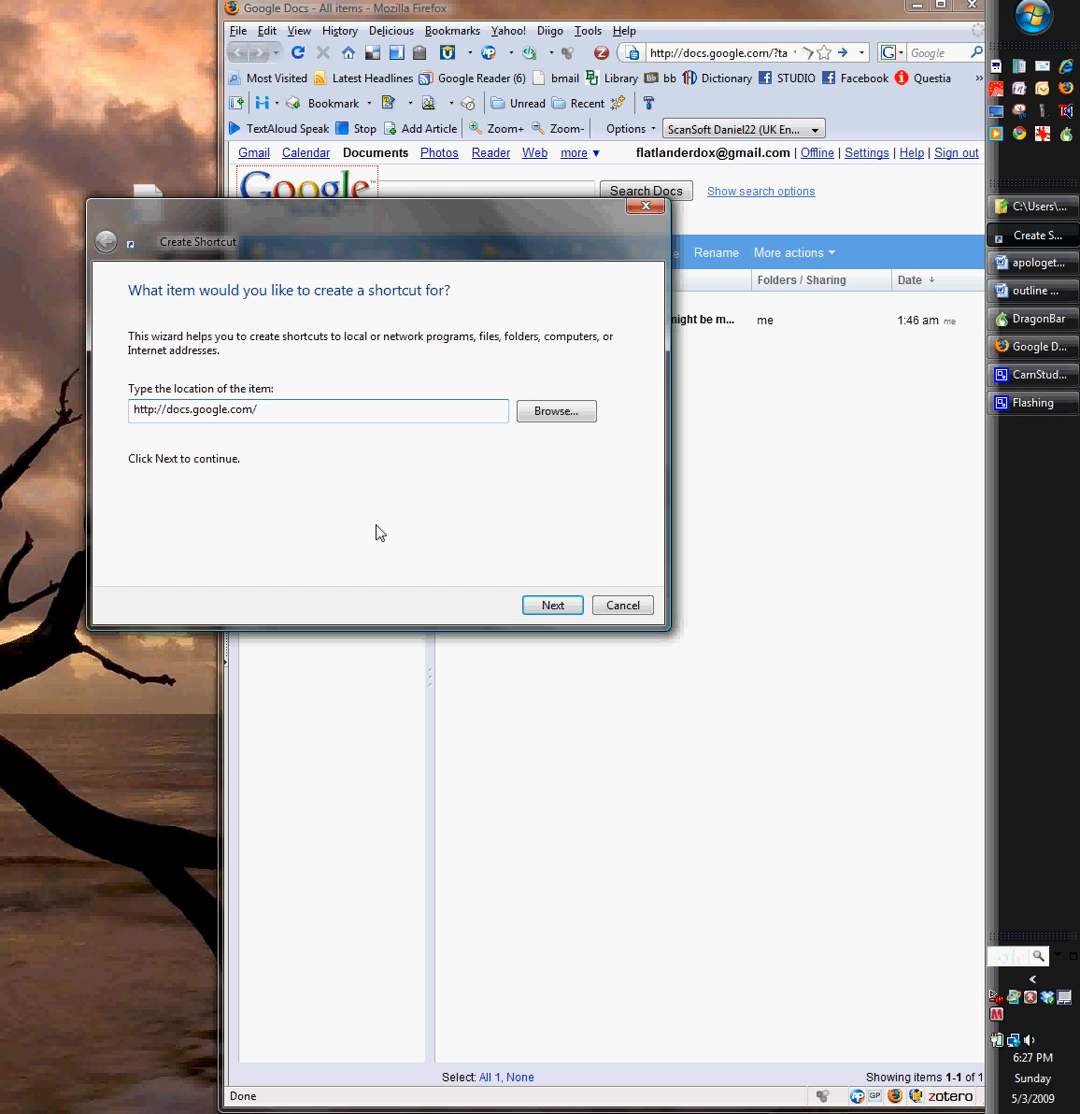 Google Docs - All items - Mozilla Firefox
File Edit View History Delicious Bookmarks Yahoo! Diigo Tools Help
http://docs.google.com/?ta
G Google
Most Visited Latest Headlines Google Reader (6) bmail Library bb Dictionary STUDIO Facebook Questia »
Bookmark Unread Recent
TextAloud Speak Stop Add Article Zoom+ Zoom- Options ScanSoft Daniel22 (UK En...
Gmail Calendar Documents Photos Reader Web more ▼ flatlanderdox@gmail.com | Offline | Settings | Help | Sign out
Google
Search Docs Show search options
Create Shortcut
Rename More actions
Folders / Sharing Date
night be m... me 1:46 am me
What item would you like to create a shortcut for?
This wizard helps you to create shortcuts to local or network programs, files, folders, computers, or
Internet addresses.
Type the location of the item:
http://docs.google.com/
Browse...
Click Next to continue.
Next Cancel
Select: All 1, None Showing items 1-1 of 1
Done
GP
zotero
C:\Users\...
Create S...
apologet...
outline ...
DragonBar
Google D...
CamStud...
Flashing
6:27 PM
Sunday
5/3/2009